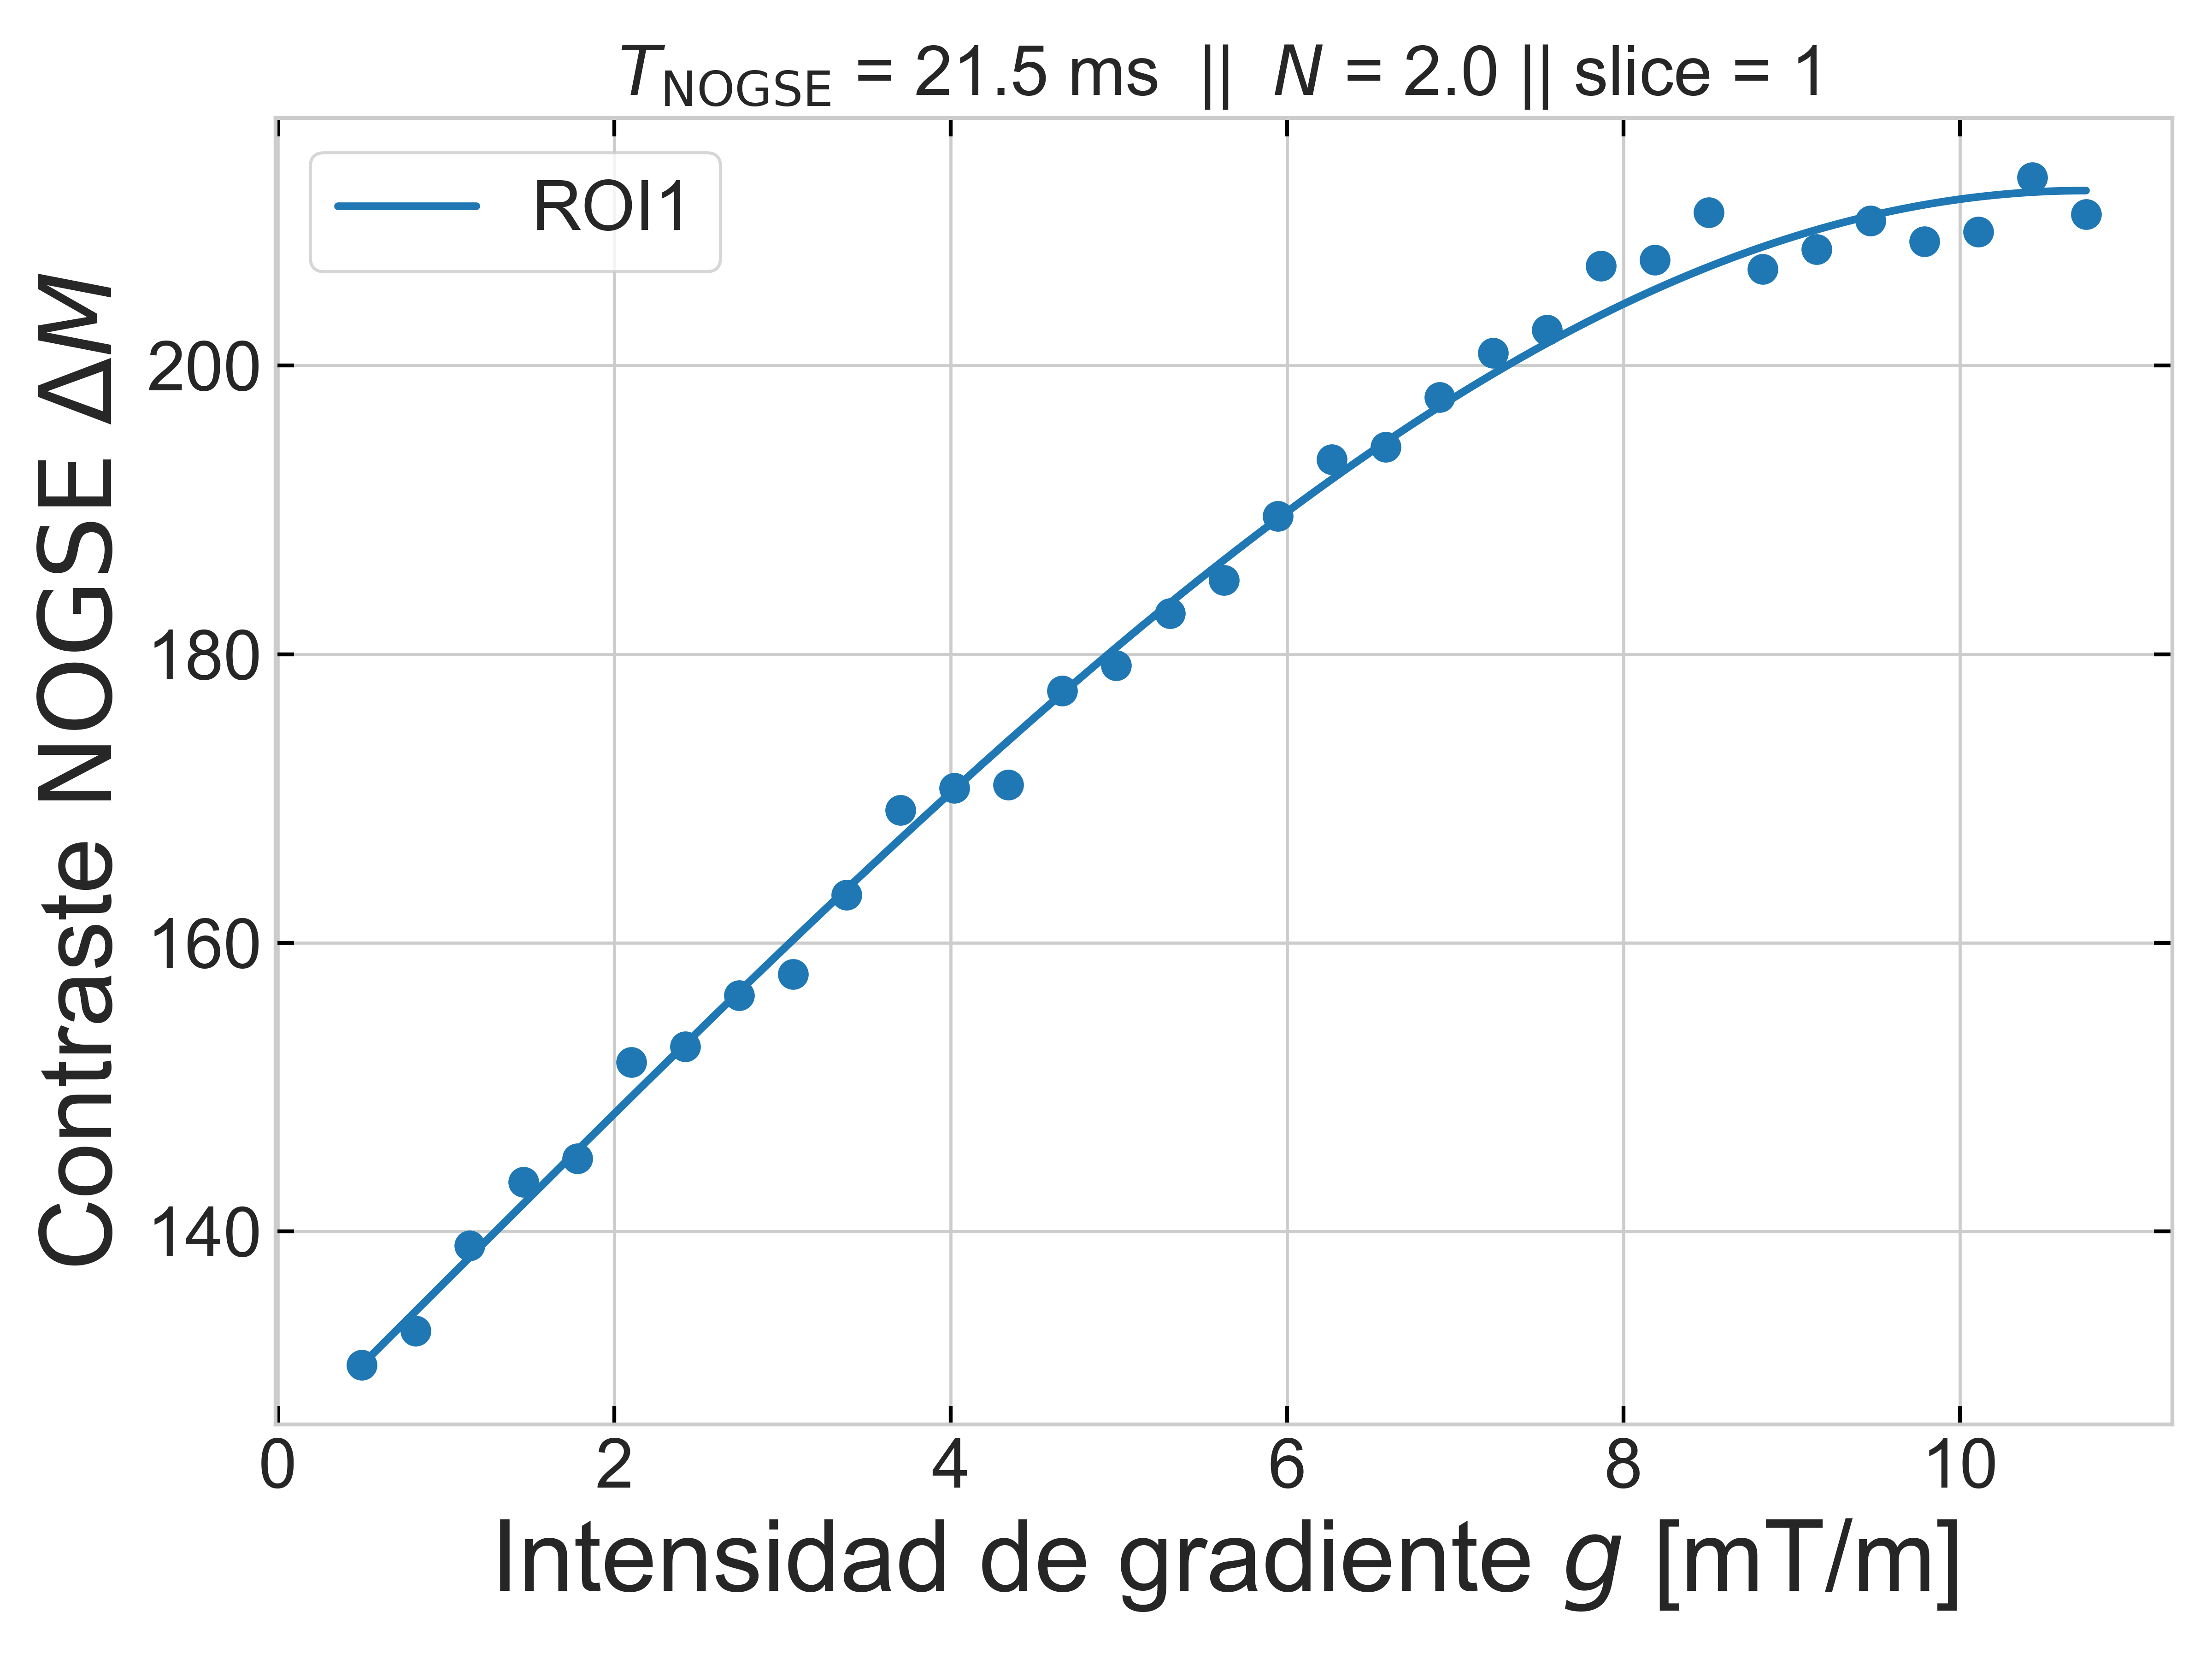 T_NOGSE = 21.5 ms || N = 2.0 || slice = 1
ROI1
Contraste NOGSE ΔM
200
180
160
140
0 2 4 6 8 10
Intensidad de gradiente g [mT/m]